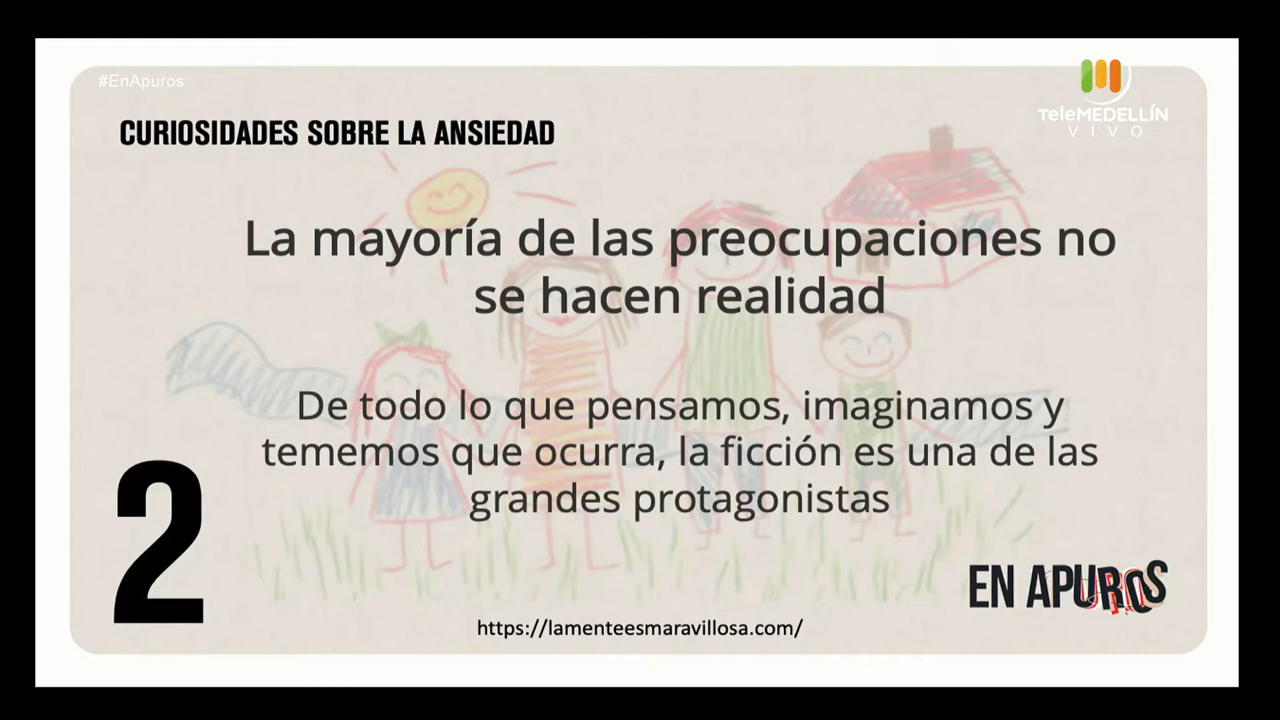 #EnApuros
TeleMEDELLÍN
VIVO
CURIOSIDADES SOBRE LA ANSIEDAD
La mayoría de las preocupaciones no
se hacen realidad
De todo lo que pensamos, imaginamos y
tememos que ocurra, la ficción es una de las
grandes protagonistas
2
EN APUROS
https://lamenteesmaravillosa.com/